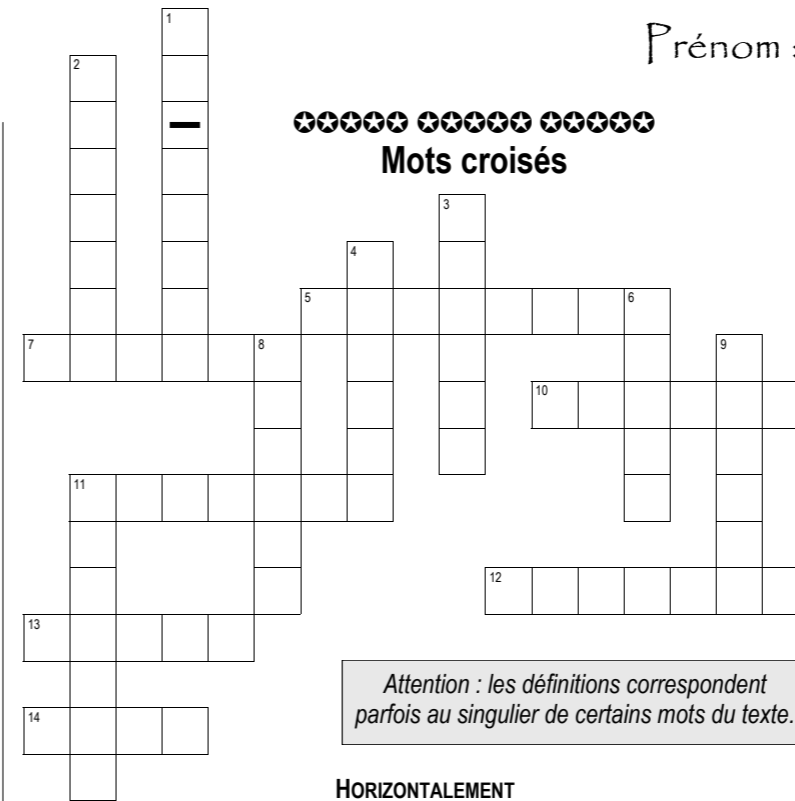 Prénom :
✪✪✪✪✪ ✪✪✪✪✪ ✪✪✪✪✪
Mots croisés
1
2
3
4
5
6
7
8
9
10
11
12
13
14
Attention : les définitions correspondent
parfois au singulier de certains mots du texte.
HORIZONTALEMENT